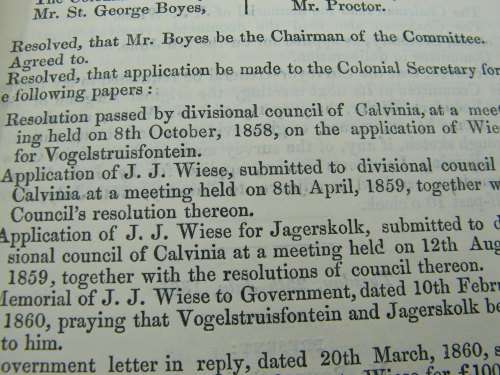 Mr. St. George Boyes, Mr. Proctor.
Resolved, that Mr. Boyes be the Chairman of the Committee.
Agreed to.
Resolved, that application be made to the Colonial Secretary for
e following papers :
Resolution passed by divisional council of Calvinia, at a meet
ing held on 8th October, 1858, on the application of Wie
for Vogelstruisfontein.
Application of J. J. Wiese, submitted to divisional council
Calvinia at a meeting held on 8th April, 1859, together w
Council's resolution thereon.
Application of J. J. Wiese for Jagerskolk, submitted to d
sional council of Calvinia at a meeting held on 12th Aug
1859, together with the resolutions of council thereon.
Memorial of J. J. Wiese to Government, dated 10th Febru
1860, praying that Vogelstruisfontein and Jagerskolk be
to him.
overnment letter in reply, dated 20th March, 1860, s
Wiese for £100